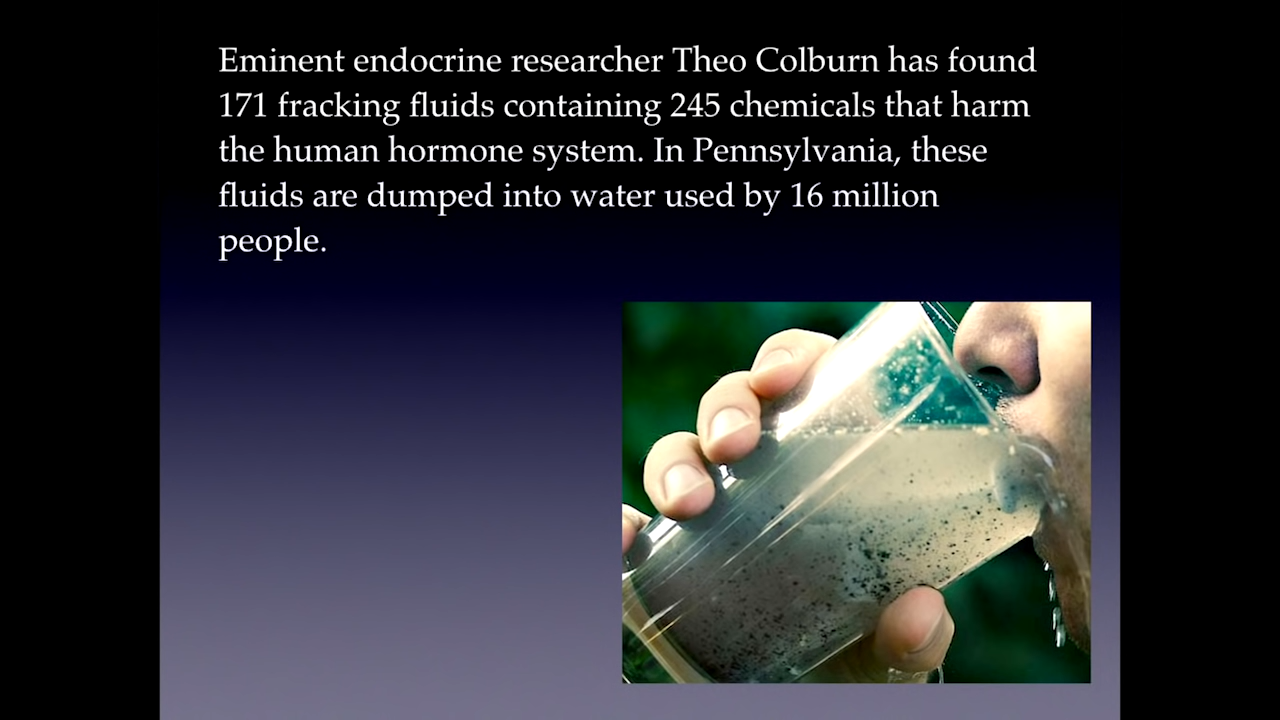 Eminent endocrine researcher Theo Colburn has found
171 fracking fluids containing 245 chemicals that harm
the human hormone system. In Pennsylvania, these
fluids are dumped into water used by 16 million
people.